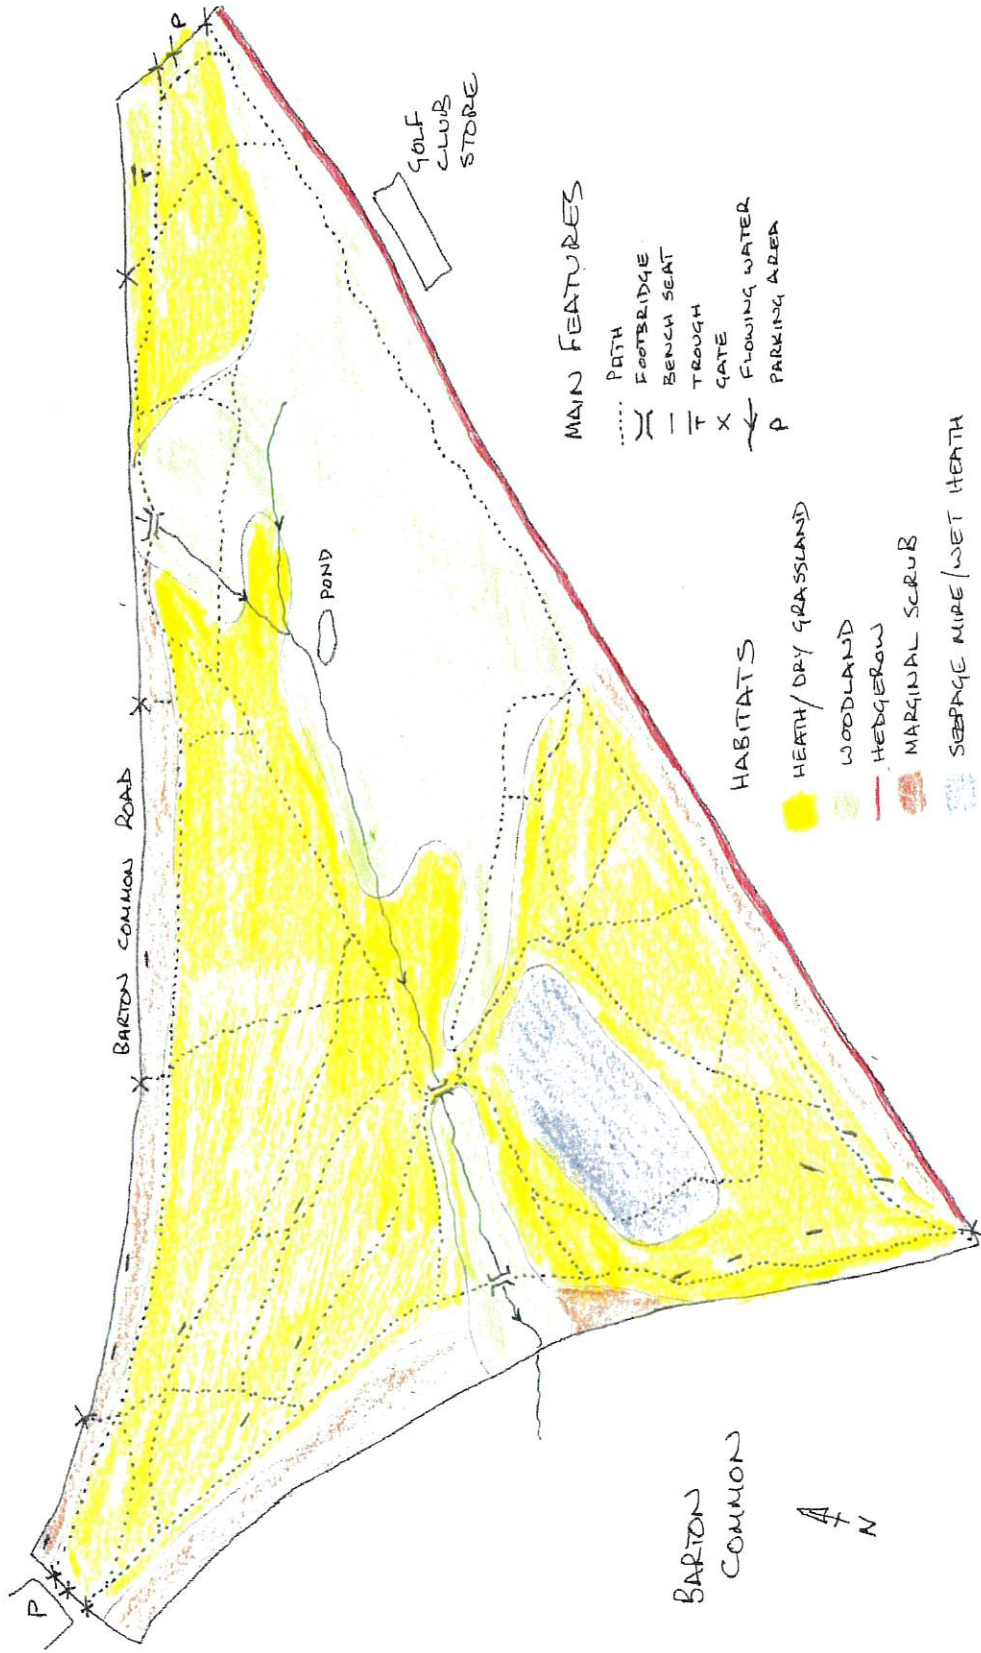 P
P
BARTON COMMON ROAD
POND
GOLF
CLUB
STORE
T
MAIN FEATURES
PATH
FOOTBRIDGE
BENCH SEAT
T TROUGH
X GATE
FLOWING WATER
P PARKING AREA
HABITATS
HEATH/DRY GRASSLAND
WOODLAND
HEDGEROW
MARGINAL SCRUB
SEEPAGE MIRE/WET HEATH
BARTON
COMMON
N